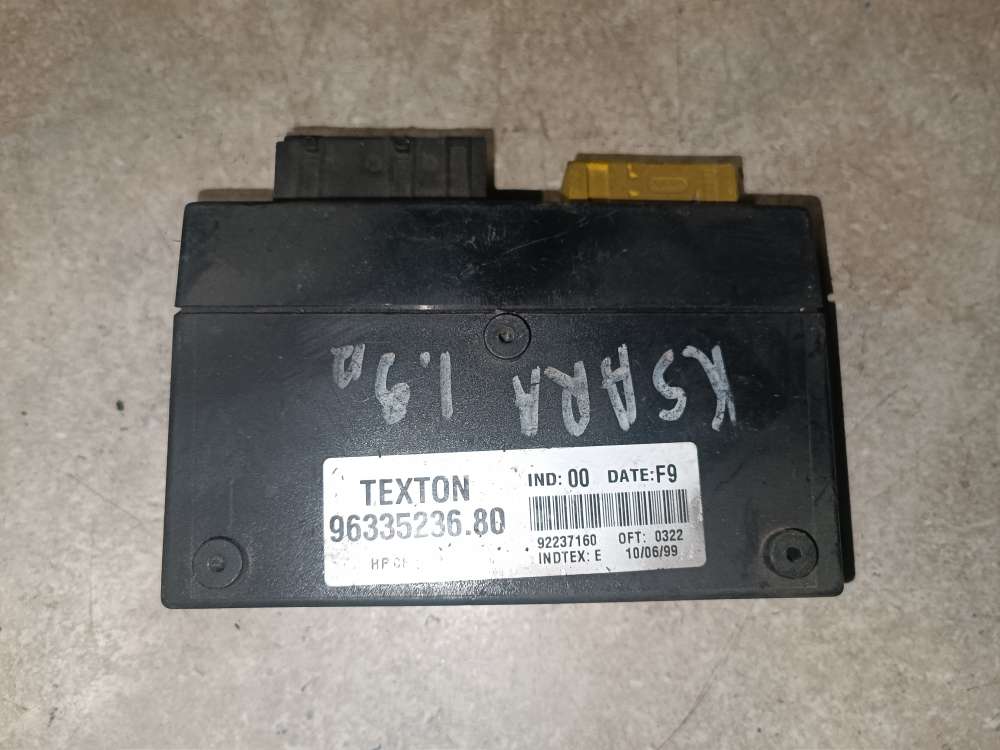 KSARA
1.9D
TEXTON
96335236.80
IND: 00 DATE: F9
92237160 OFT: 0322
INDTEX: E 10/06/99